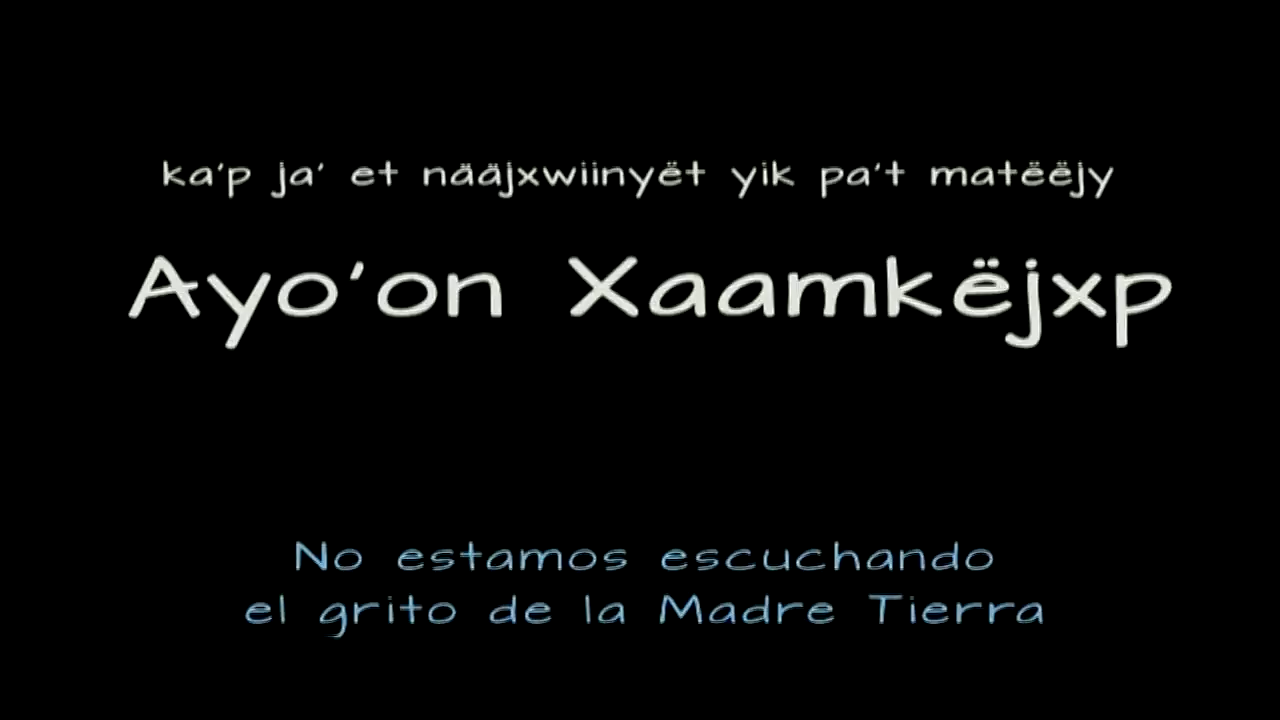 ka'p ja' et nääjxwiinyët yik pa't matëëjy
Ayo'on Xaamkëjxp
No estamos escuchando
el grito de la Madre Tierra